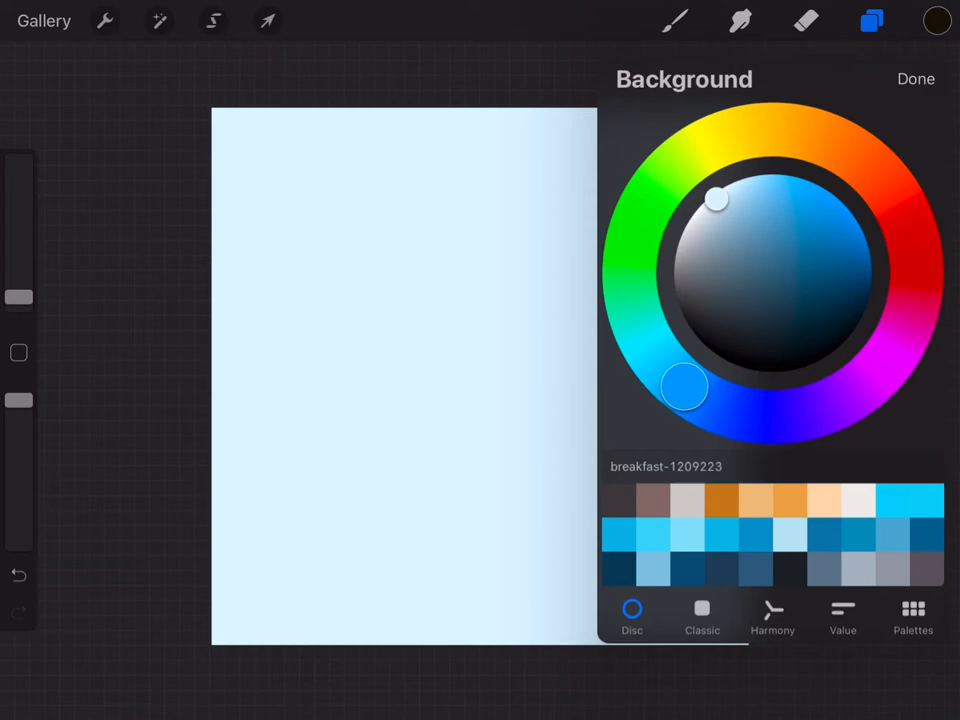 Gallery
Background
Done
breakfast-1209223
Disc
Classic
Harmony
Value
Palettes